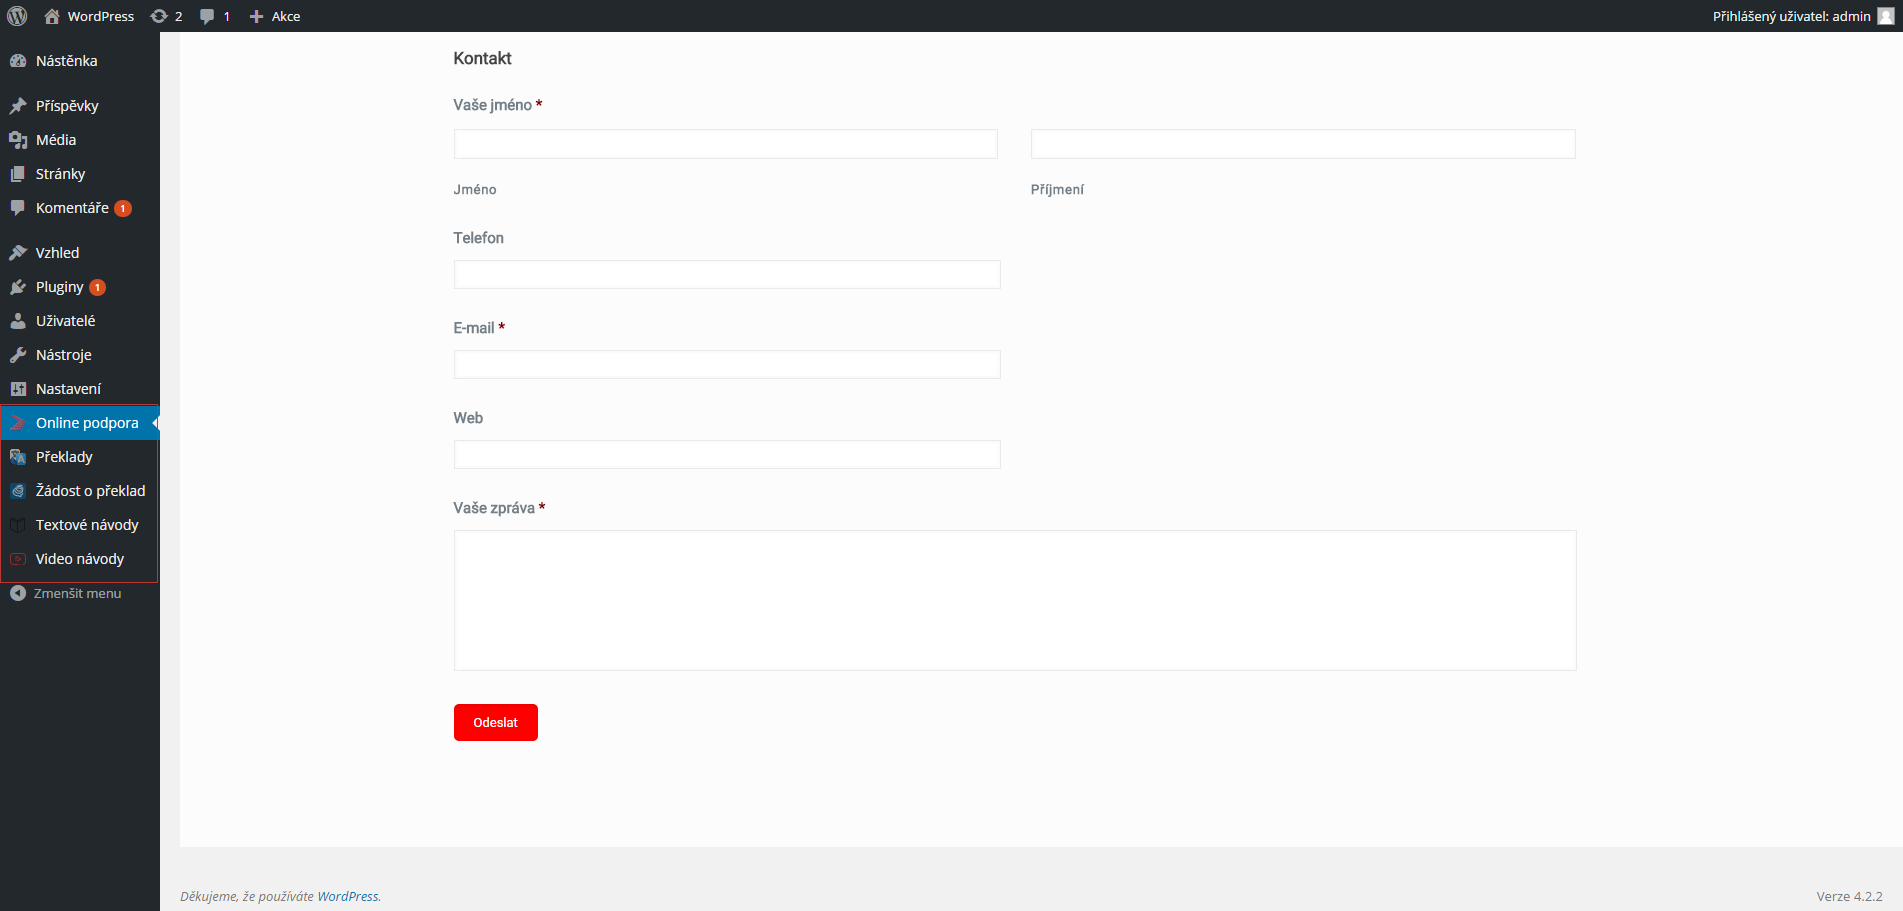 WordPress 2 1 Akce Přihlášený uživatel: admin
Nástěnka
Příspěvky
Média
Stránky
Komentáře 1
Vzhled
Pluginy 1
Uživatelé
Nástroje
Nastavení
Online podpora
Překlady
Žádost o překlad
Textové návody
Video návody
Zmenšit menu
Kontakt
Vaše jméno *
Jméno Příjmení
Telefon
E-mail *
Web
Vaše zpráva *
Odeslat
Děkujeme, že používáte WordPress. Verze 4.2.2